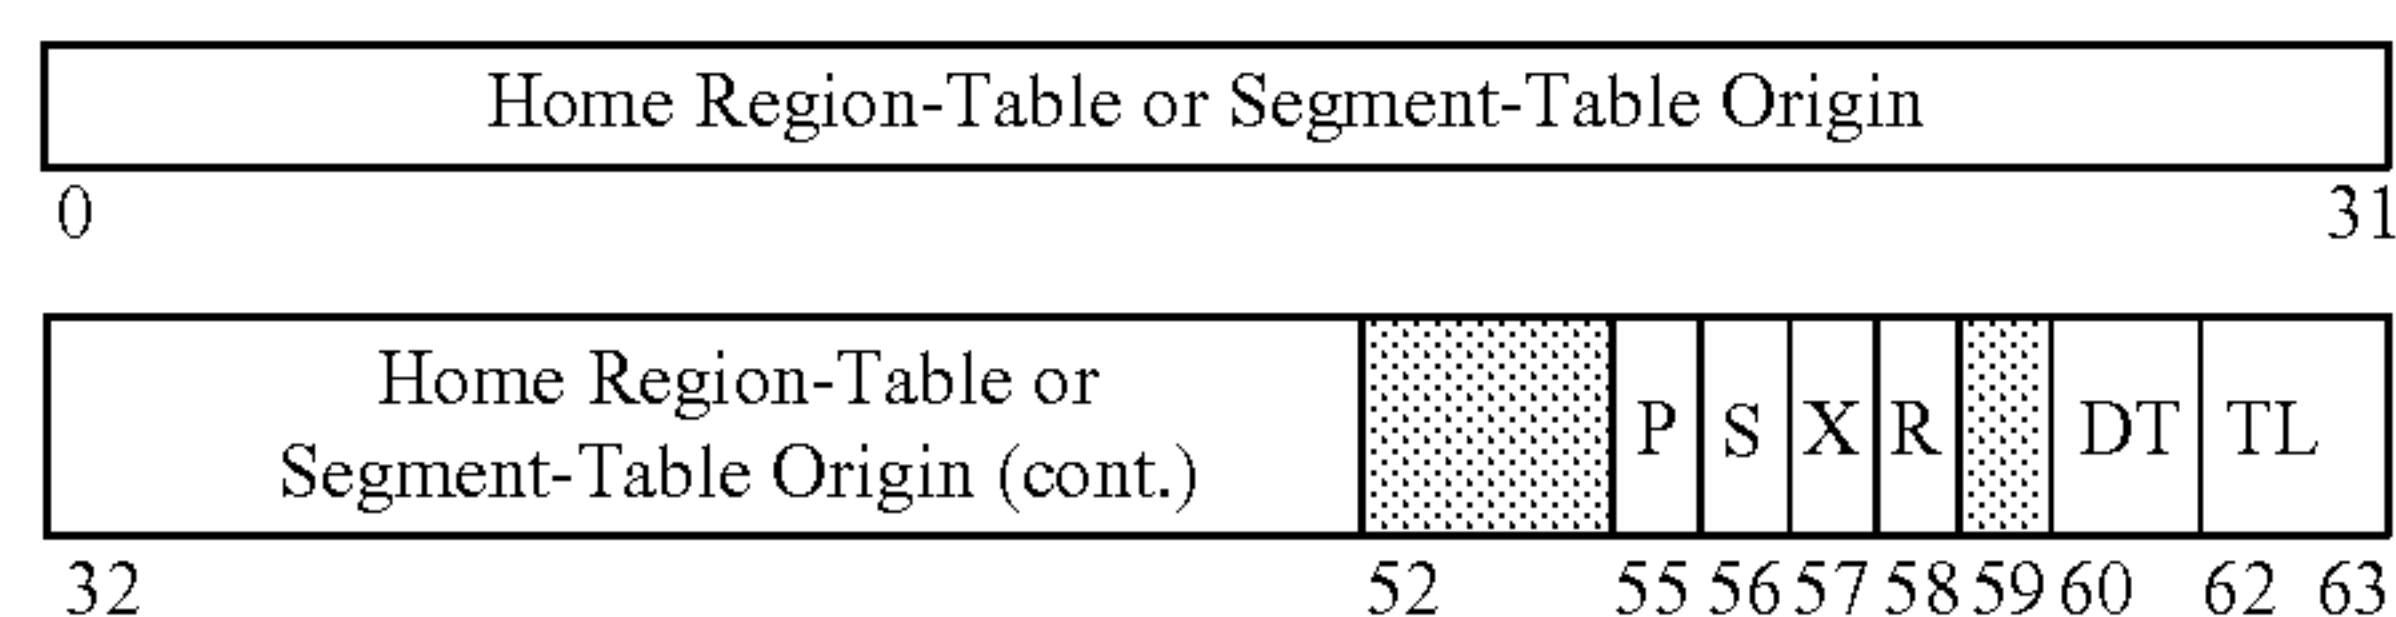 Home Region-Table or Segment-Table Origin
0 31
Home Region-Table or
Segment-Table Origin (cont.)
P S X R DT TL
32 52 55 56 57 58 59 60 62 63